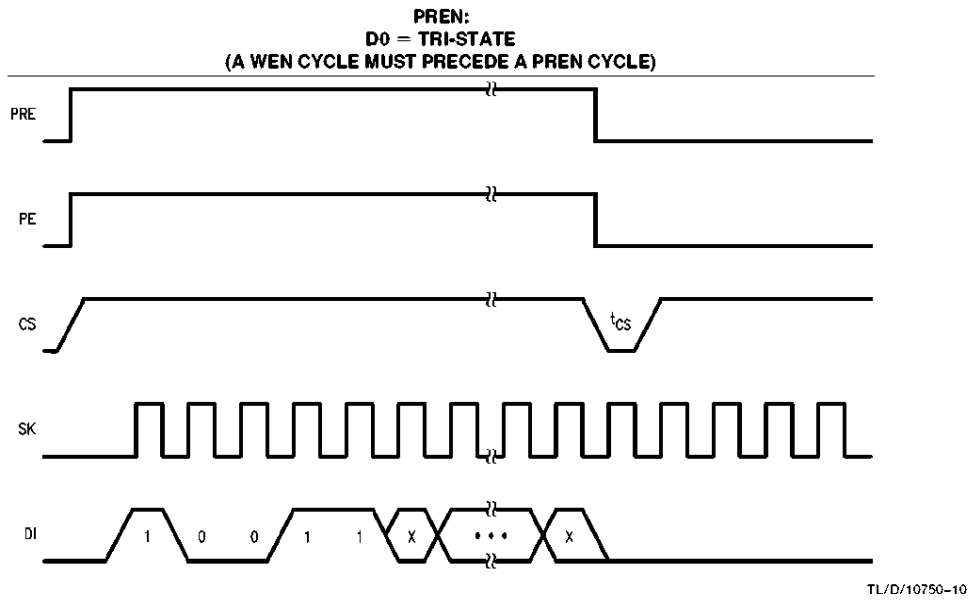 PREN:
D0 = TRI-STATE
(A WEN CYCLE MUST PRECEDE A PREN CYCLE)
PRE
PE
CS
tCS
SK
DI
1 0 0 1 1 X • • • X
TL/D/10750-10